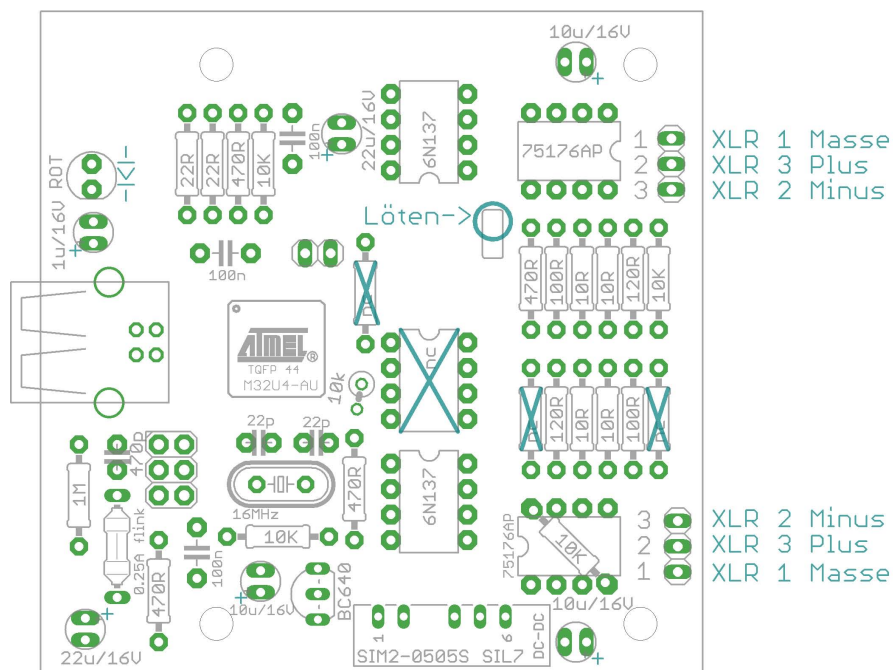 10u/16V
+
22R
22R
470R
10K
100n
22u/16V
+
6N137
75176AP
1
2
3
XLR 1 Masse
XLR 3 Plus
XLR 2 Minus
ROT
1u/16V
+
Löten->
100n
nc
470R
100R
10R
10R
120R
10K
ATMEL®
TQFP 44
M32U4-AU
10k
nc
nc
120R
10R
10R
100R
nc
22p
22p
470p
1M
16MHz
470R
6N137
0.25A flink
470R
100n
10K
10u/16V
+
BC640
75176AP
10K
3
2
1
XLR 2 Minus
XLR 3 Plus
XLR 1 Masse
22u/16V
+
1
6
SIM2-0505S SIL7
DC-DC
10u/16V
+